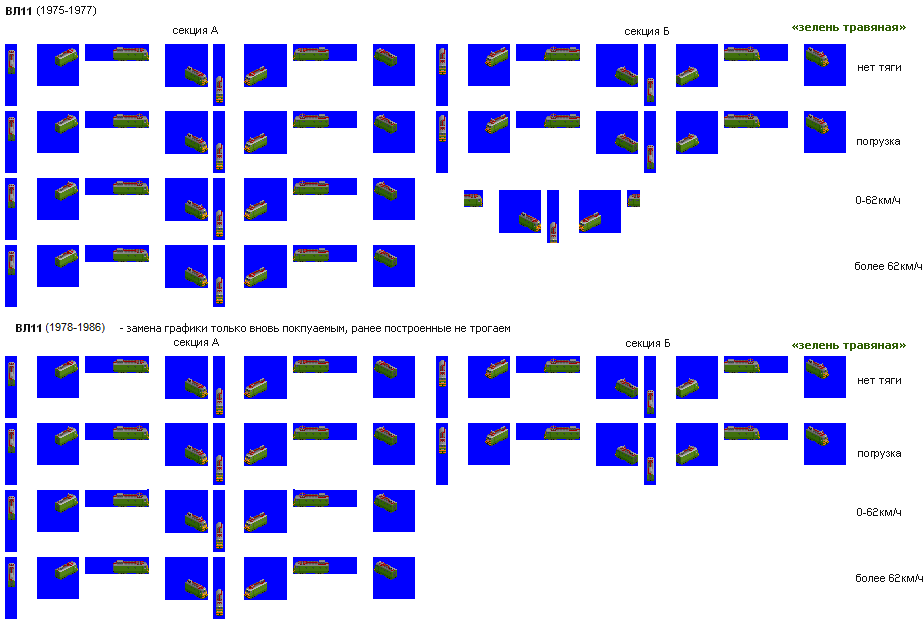 ВЛ11 (1975-1977)
секция А
секция Б
«зелень травяная»
нет тяги
погрузка
0-62км/ч
более 62км/ч
ВЛ11 (1978-1986) - замена графики только вновь покпуаемым, ранее построенные не трогаем
секция А
секция Б
«зелень травяная»
нет тяги
погрузка
0-62км/ч
более 62км/ч